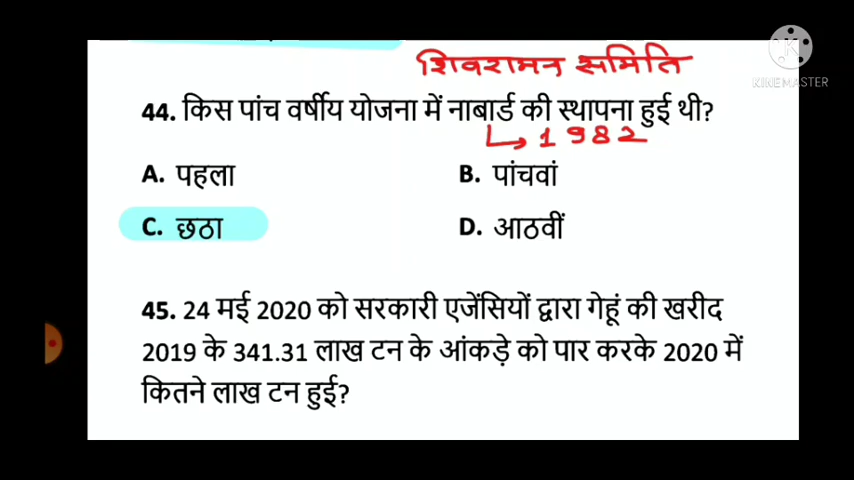 शिवरामन समिति
KINEMASTER
44. किस पांच वर्षीय योजना में नाबार्ड की स्थापना हुई थी?
1982
A. पहला
B. पांचवां
C. छठा
D. आठवीं
45. 24 मई 2020 को सरकारी एजेंसियों द्वारा गेहूं की खरीद
2019 के 341.31 लाख टन के आंकड़े को पार करके 2020 में
कितने लाख टन हुई?